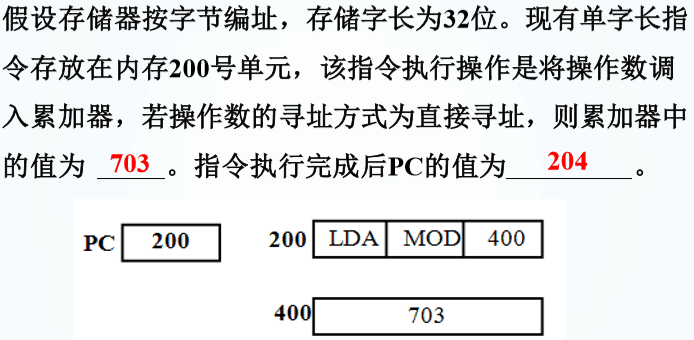 假设存储器按字节编址，存储字长为32位。现有单字长指
令存放在内存200号单元，该指令执行操作是将操作数调
入累加器，若操作数的寻址方式为直接寻址，则累加器中
的值为 703 。指令执行完成后PC的值为 204 。
PC 200 200 LDA MOD 400
400 703